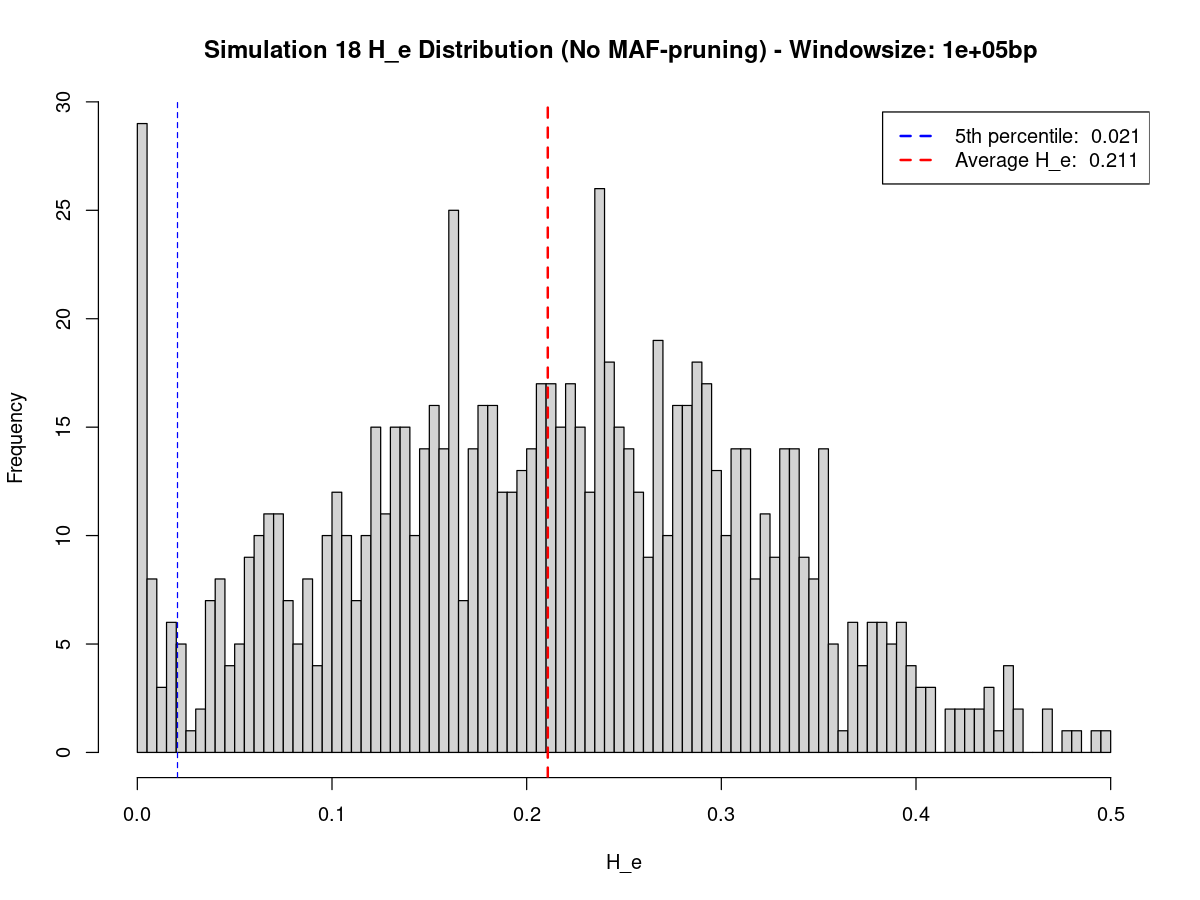 Simulation 18 H_e Distribution (No MAF-pruning) - Windowsize: 1e+05bp
5th percentile: 0.021
Average H_e: 0.211
Frequency
30
25
20
15
10
5
0
0.0 0.1 0.2 0.3 0.4 0.5
H_e